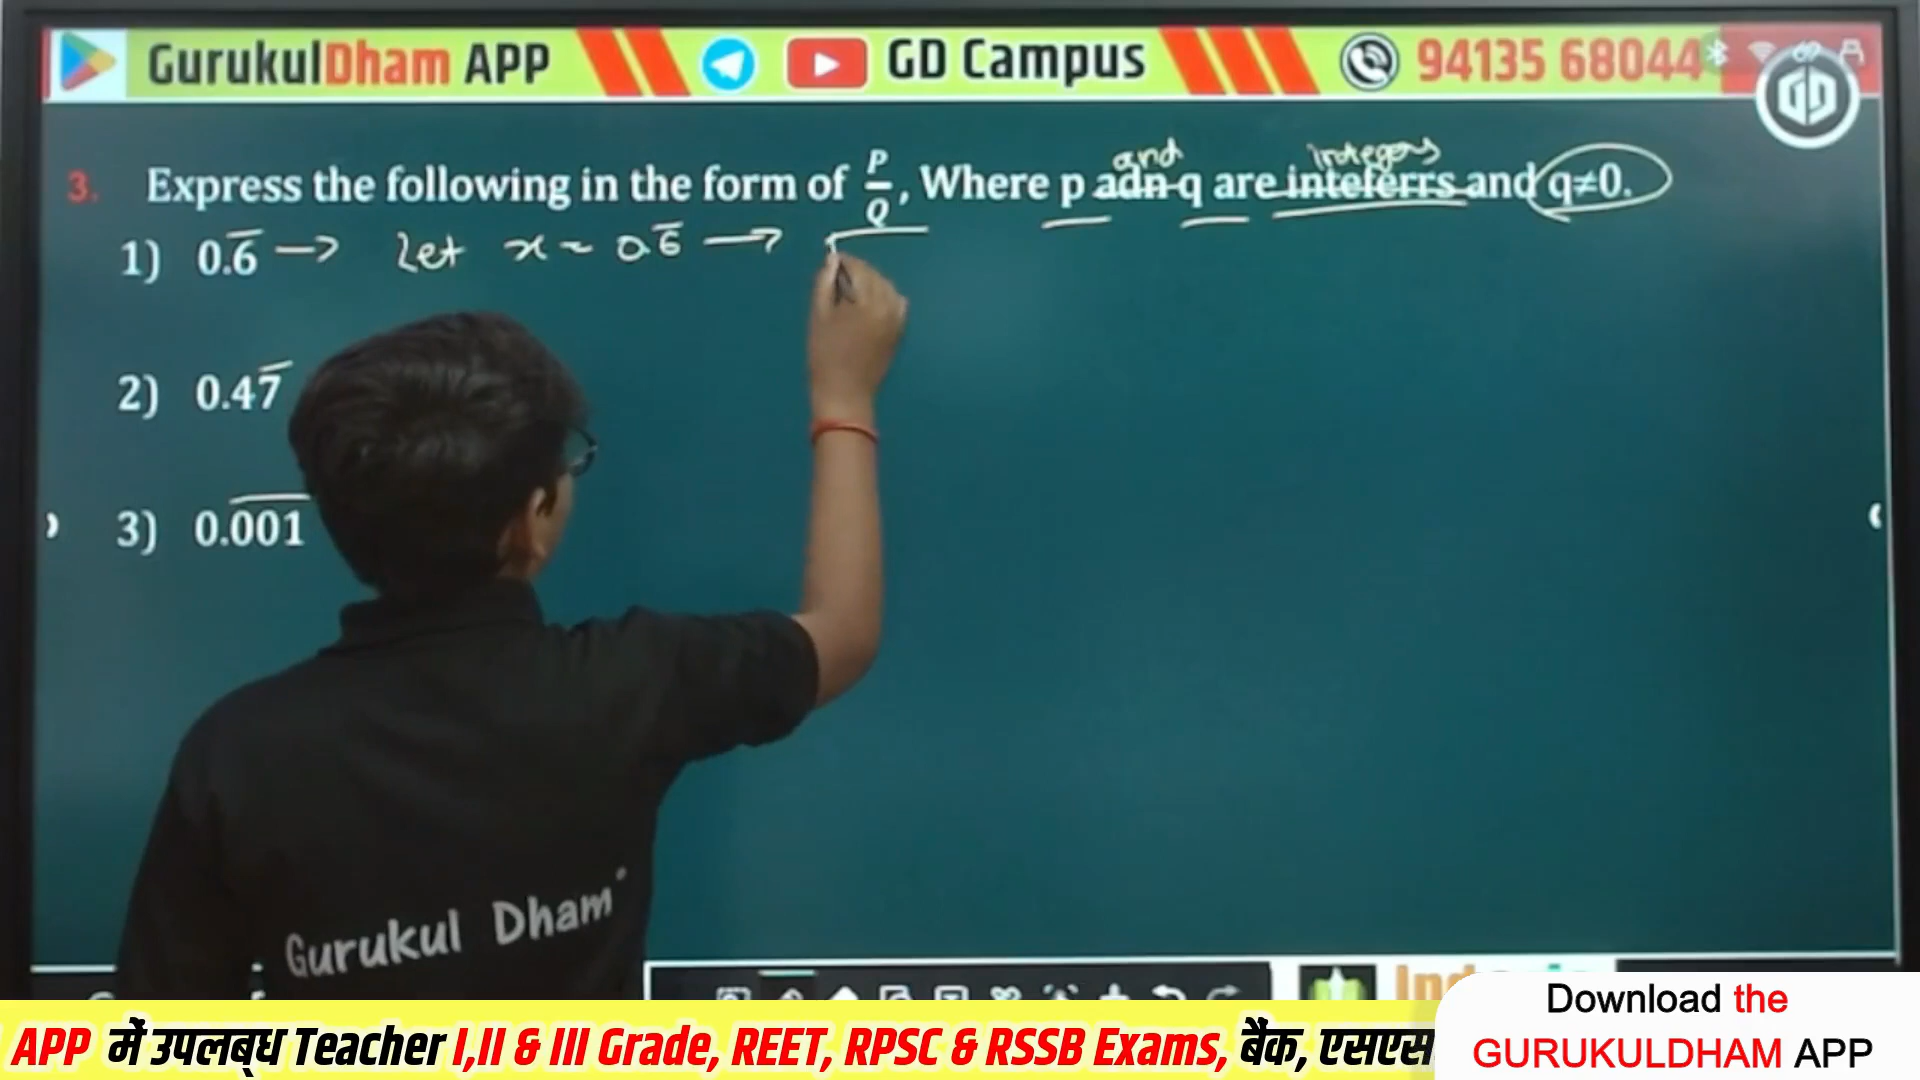 GurukulDham APP GD Campus 94135 68044
and integers
3. Express the following in the form of P/Q, Where p adn q are inteferrs and q≠0.
1) 0.6̅ → Let x = 0.6̅ →
2) 0.47̅
3) 0.0̅0̅1̅
Gurukul Dham
APP में उपलब्ध Teacher I,II & III Grade, REET, RPSC & RSSB Exams, बैंक, एसएस
Download the
GURUKULDHAM APP